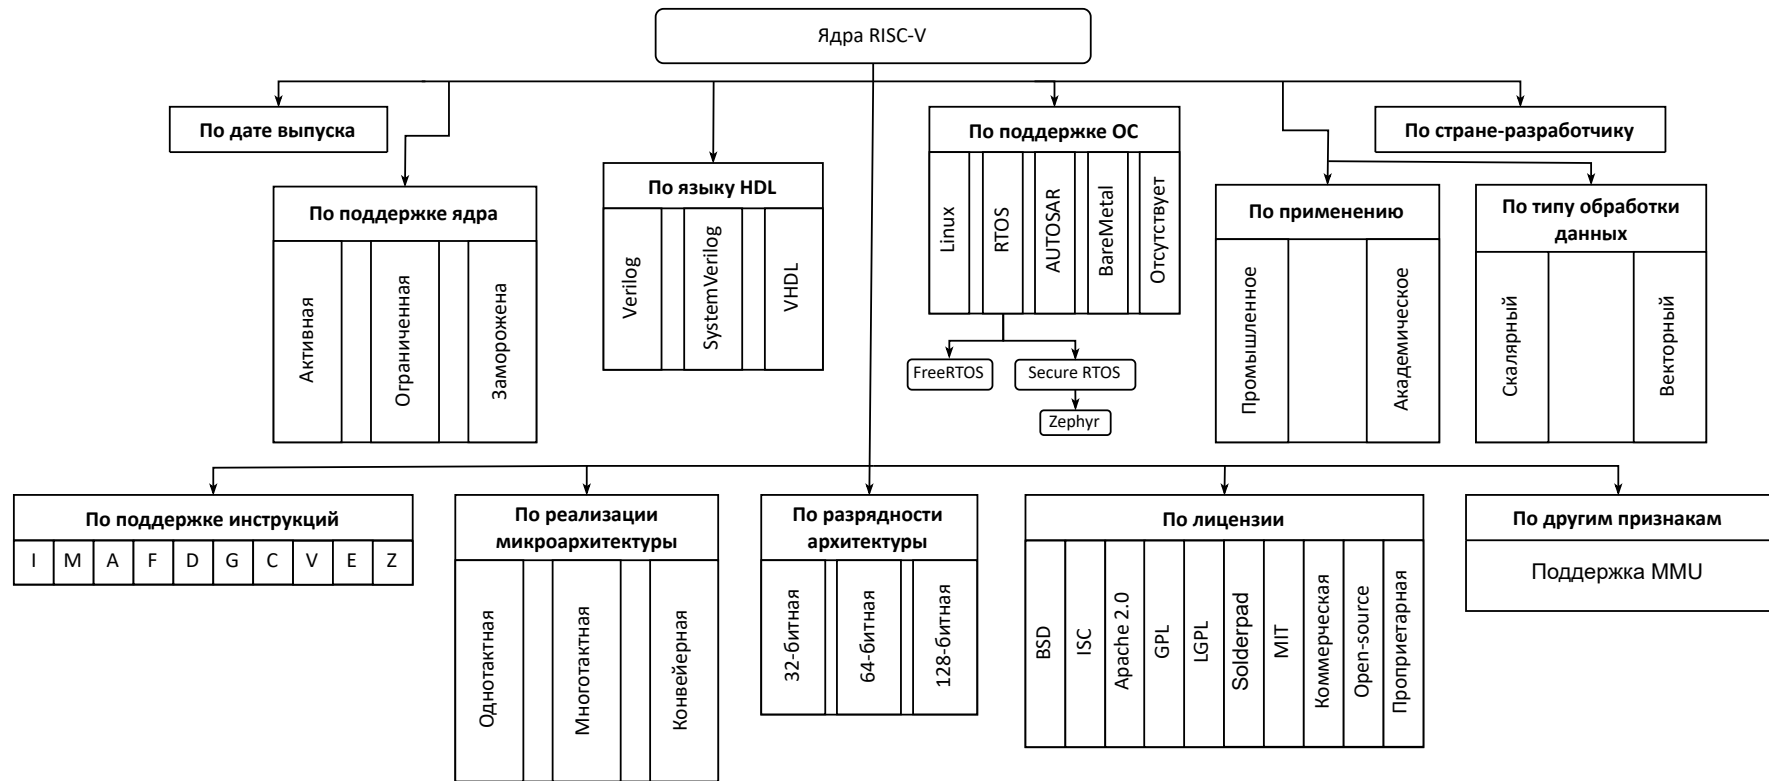 Ядра RISC-V
По дате выпуска
По поддержке ядра
Активная
Ограниченная
Заморожена
По языку HDL
Verilog
SystemVerilog
VHDL
По поддержке ОС
Linux
RTOS
AUTOSAR
BareMetal
Отсутствует
FreeRTOS
Secure RTOS
Zephyr
По применению
Промышленное
Академическое
По стране-разработчику
По типу обработки
данных
Скалярный
Векторный
По поддержке инструкций
I
M
A
F
D
G
C
V
E
Z
По реализации
микроархитектуры
Однотактная
Многотактная
Конвейерная
По разрядности
архитектуры
32-битная
64-битная
128-битная
По лицензии
BSD
ISC
Apache 2.0
GPL
LGPL
Solderpad
MIT
Коммерческая
Open-source
Проприетарная
По другим признакам
Поддержка MMU